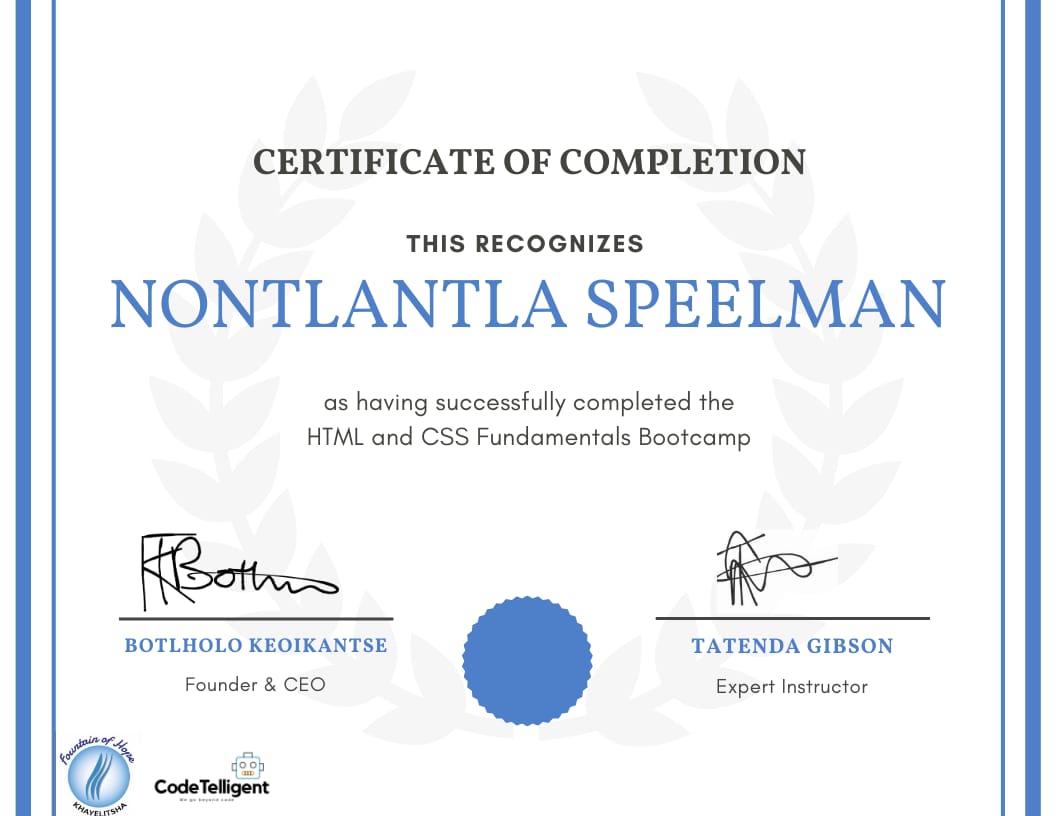 CERTIFICATE OF COMPLETION
THIS RECOGNIZES
NONTLANTLA SPEELMAN
as having successfully completed the
HTML and CSS Fundamentals Bootcamp
BOTLHOLO KEOIKANTSE
Founder & CEO
TATENDA GIBSON
Expert Instructor
Fountain of Hope
KHAYELITSHA
CodeTelligent
We go beyond code